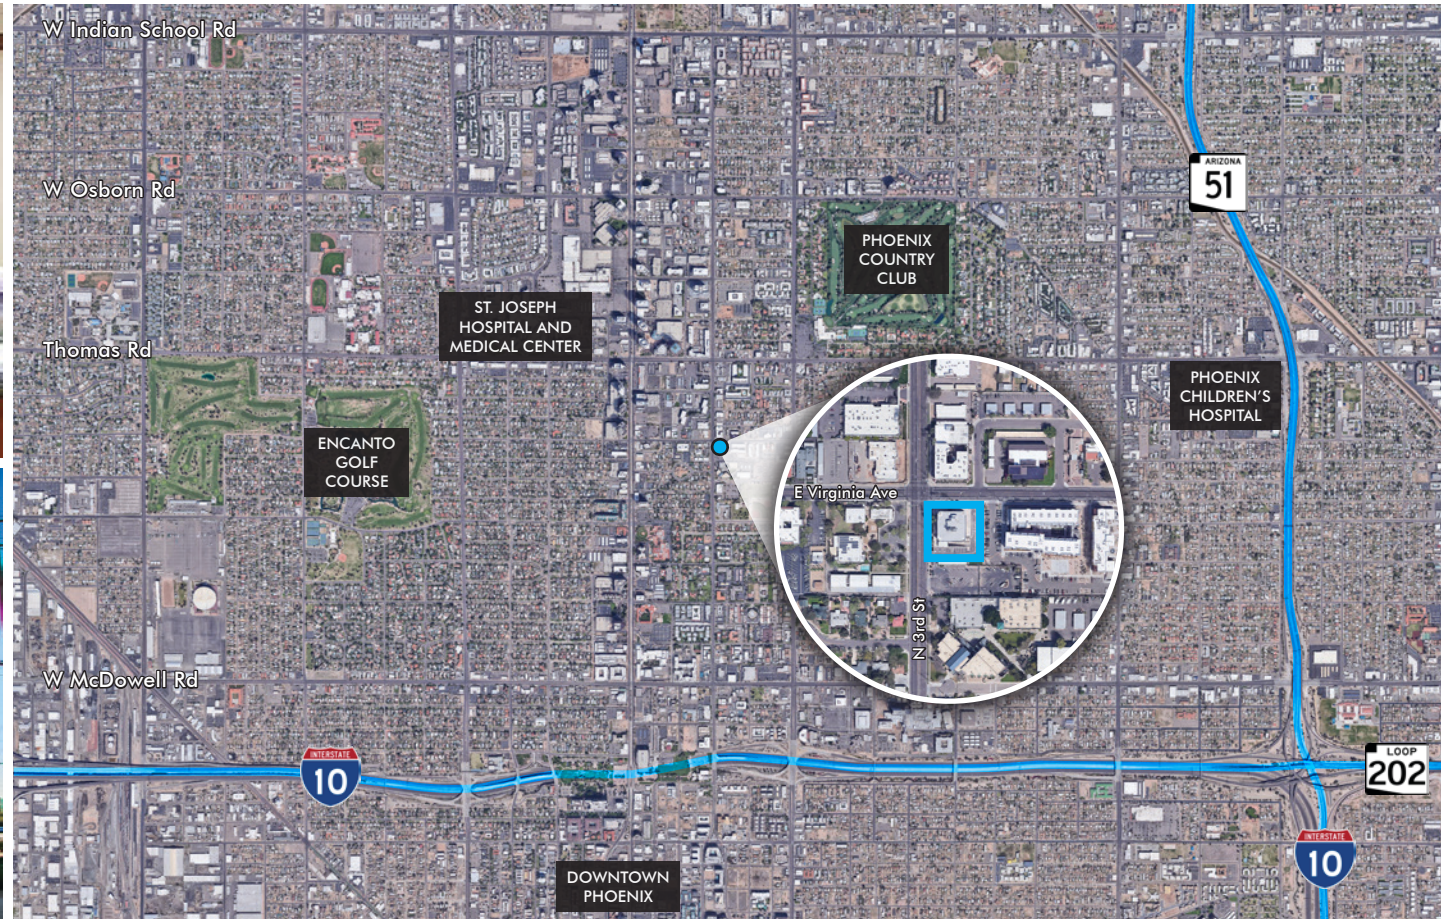 W Indian School Rd
ARIZONA
51
W Osborn Rd
PHOENIX
COUNTRY
CLUB
ST. JOSEPH
HOSPITAL AND
MEDICAL CENTER
Thomas Rd
PHOENIX
CHILDREN'S
HOSPITAL
ENCANTO
GOLF
COURSE
E Virginia Ave
N 3rd St
W McDowell Rd
INTERSTATE
10
LOOP
202
INTERSTATE
10
DOWNTOWN
PHOENIX